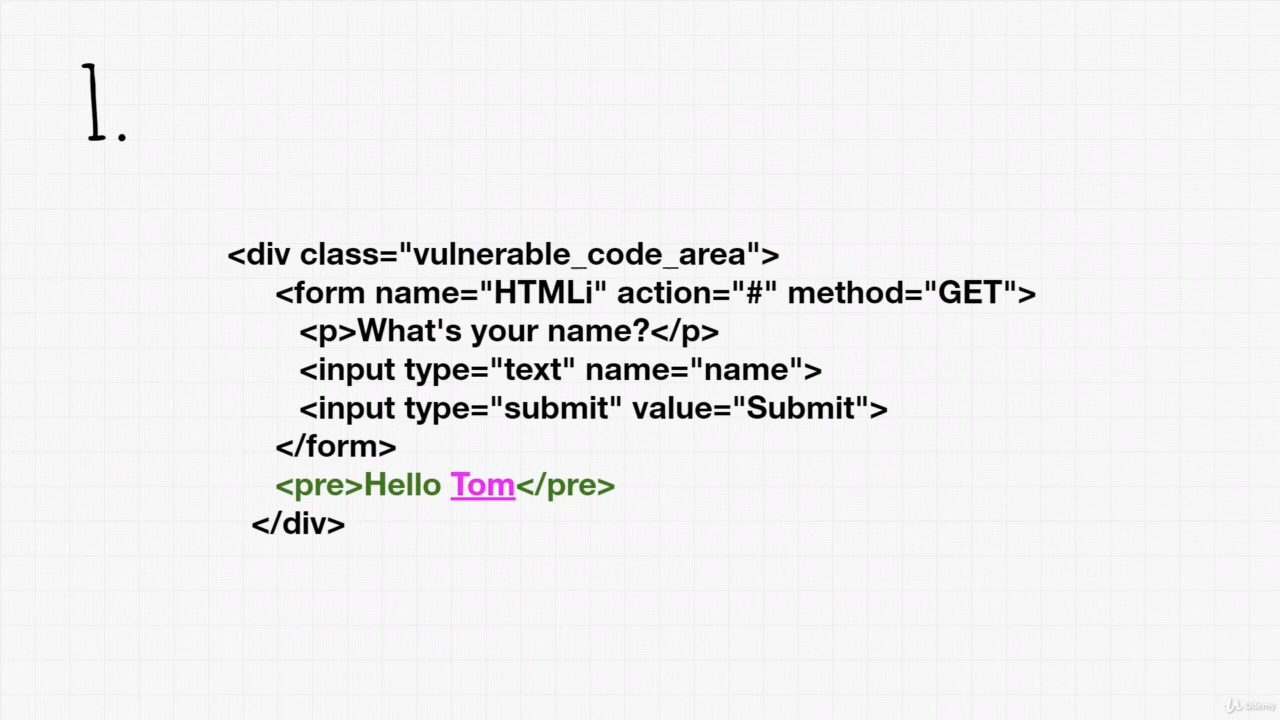 1.
<div class="vulnerable_code_area">
<form name="HTMLi" action="#" method="GET">
<p>What's your name?</p>
<input type="text" name="name">
<input type="submit" value="Submit">
</form>
<pre>Hello Tom</pre>
</div>
Udemy